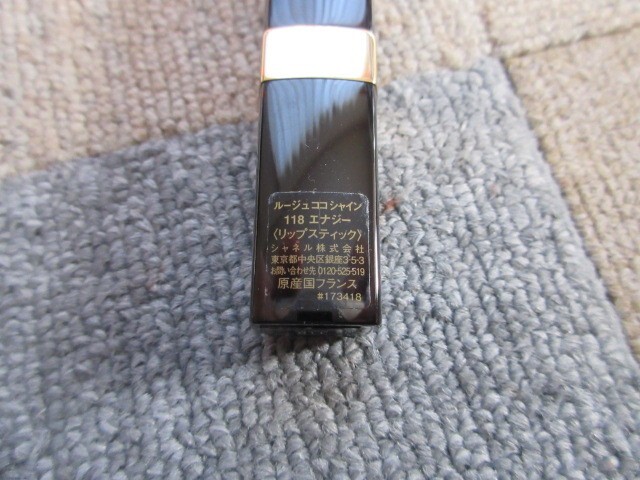 ルージュ ココ シャイン
118 エナジー
〈リップスティック〉
シャネル株式会社
東京都中央区銀座3-5-3
お問い合わせ先 0120-525-519
原産国フランス
#173418